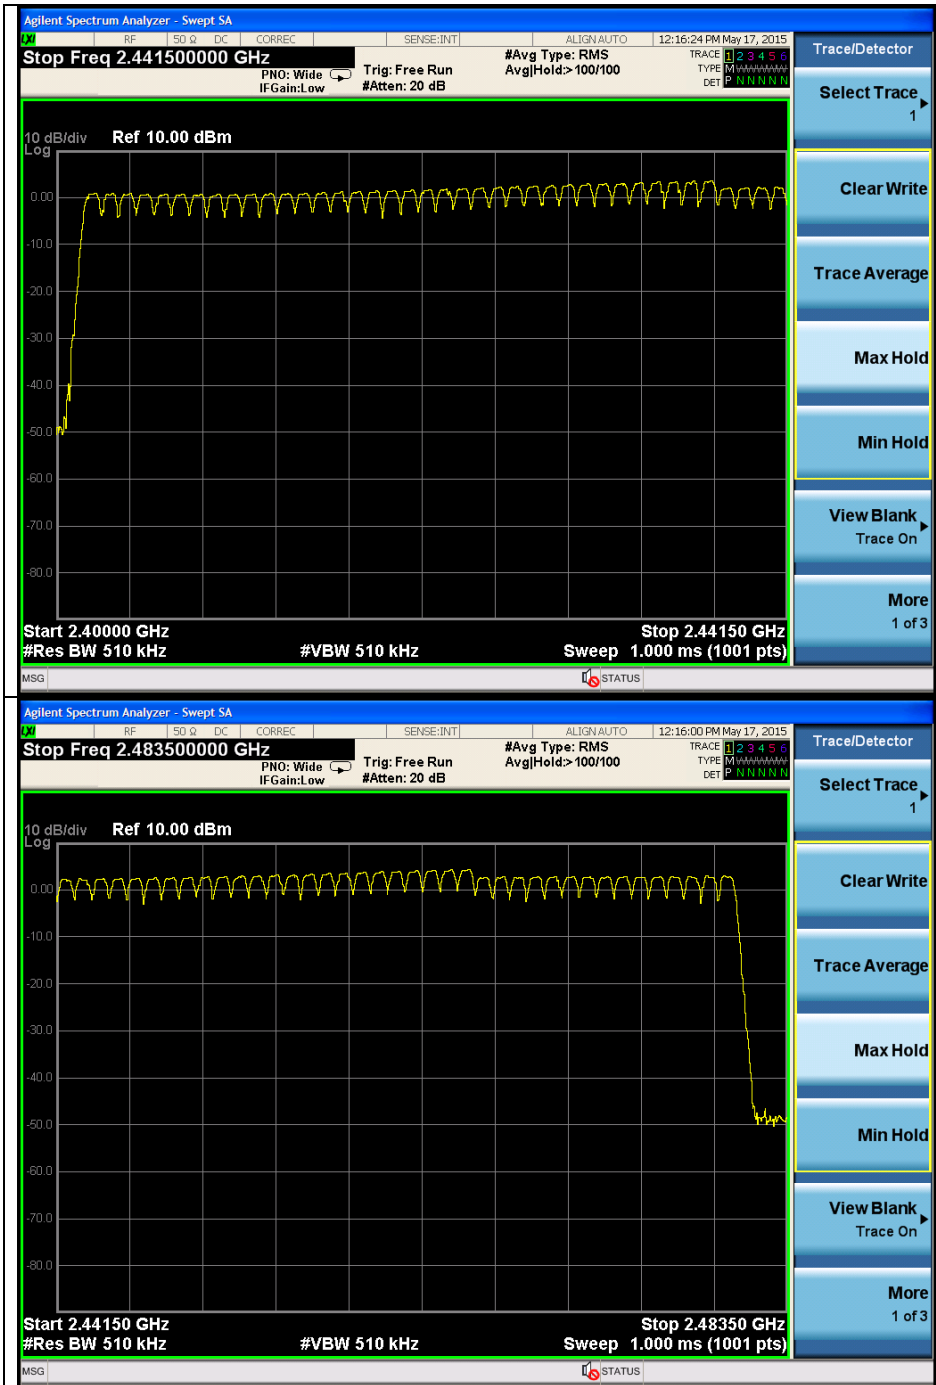 Agilent Spectrum Analyzer - Swept SA
LXI RF 50 Ω DC CORREC SENSE:INT ALIGN AUTO 12:16:24 PM May 17, 2015
Stop Freq 2.441500000 GHz
PNO: Wide
IFGain:Low
Trig: Free Run
#Atten: 20 dB
#Avg Type: RMS
Avg|Hold:>100/100
TRACE 1 2 3 4 5 6
TYPE M W W W W W
DET P N N N N N
Trace/Detector
Select Trace
1
Clear Write
Trace Average
Max Hold
Min Hold
View Blank
Trace On
More
1 of 3
10 dB/div Ref 10.00 dBm
Log
0.00
-10.0
-20.0
-30.0
-40.0
-50.0
-60.0
-70.0
-80.0
Start 2.40000 GHz Stop 2.44150 GHz
#Res BW 510 kHz #VBW 510 kHz Sweep 1.000 ms (1001 pts)
MSG STATUS
Agilent Spectrum Analyzer - Swept SA
LXI RF 50 Ω DC CORREC SENSE:INT ALIGN AUTO 12:16:00 PM May 17, 2015
Stop Freq 2.483500000 GHz
PNO: Wide
IFGain:Low
Trig: Free Run
#Atten: 20 dB
#Avg Type: RMS
Avg|Hold:>100/100
TRACE 1 2 3 4 5 6
TYPE M W W W W W
DET P N N N N N
Trace/Detector
Select Trace
1
Clear Write
Trace Average
Max Hold
Min Hold
View Blank
Trace On
More
1 of 3
10 dB/div Ref 10.00 dBm
Log
0.00
-10.0
-20.0
-30.0
-40.0
-50.0
-60.0
-70.0
-80.0
Start 2.44150 GHz Stop 2.48350 GHz
#Res BW 510 kHz #VBW 510 kHz Sweep 1.000 ms (1001 pts)
MSG STATUS